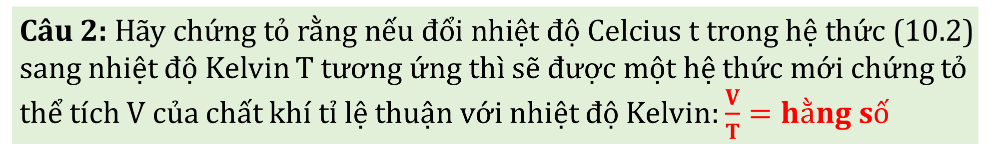 Câu 2: Hãy chứng tỏ rằng nếu đổi nhiệt độ Celcius t trong hệ thức (10.2)
sang nhiệt độ Kelvin T tương ứng thì sẽ được một hệ thức mới chứng tỏ
thể tích V của chất khí tỉ lệ thuận với nhiệt độ Kelvin: V/T = hằng số